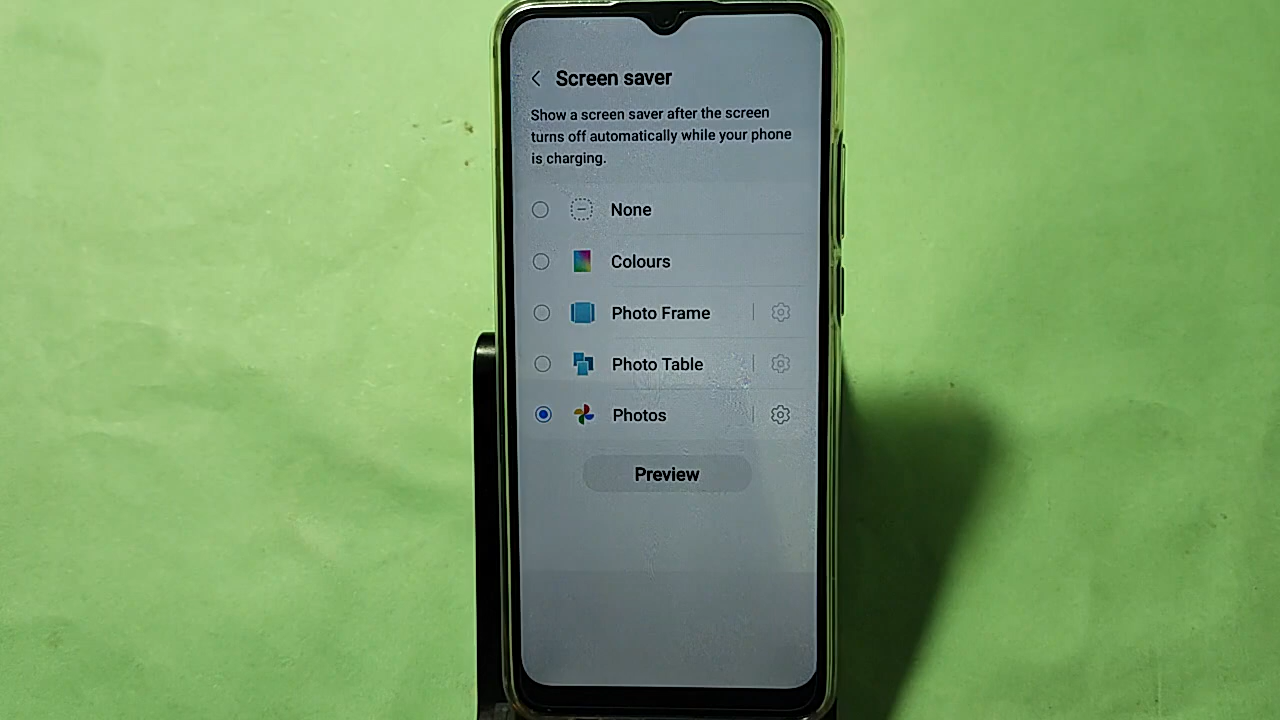 Screen saver
Show a screen saver after the screen
turns off automatically while your phone
is charging.
None
Colours
Photo Frame
Photo Table
Photos
Preview